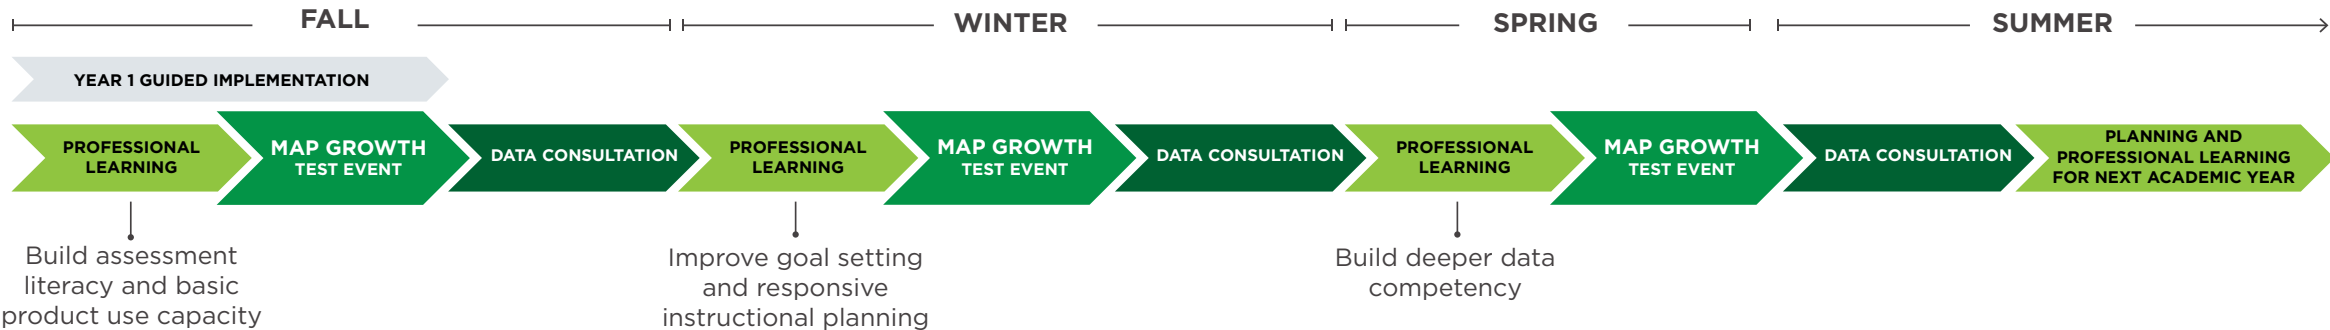 FALL
WINTER
SPRING
SUMMER
YEAR 1 GUIDED IMPLEMENTATION
PROFESSIONAL
LEARNING
MAP GROWTH
TEST EVENT
DATA CONSULTATION
PROFESSIONAL
LEARNING
MAP GROWTH
TEST EVENT
DATA CONSULTATION
PROFESSIONAL
LEARNING
MAP GROWTH
TEST EVENT
DATA CONSULTATION
PLANNING AND
PROFESSIONAL LEARNING
FOR NEXT ACADEMIC YEAR
Build assessment
literacy and basic
product use capacity
Improve goal setting
and responsive
instructional planning
Build deeper data
competency